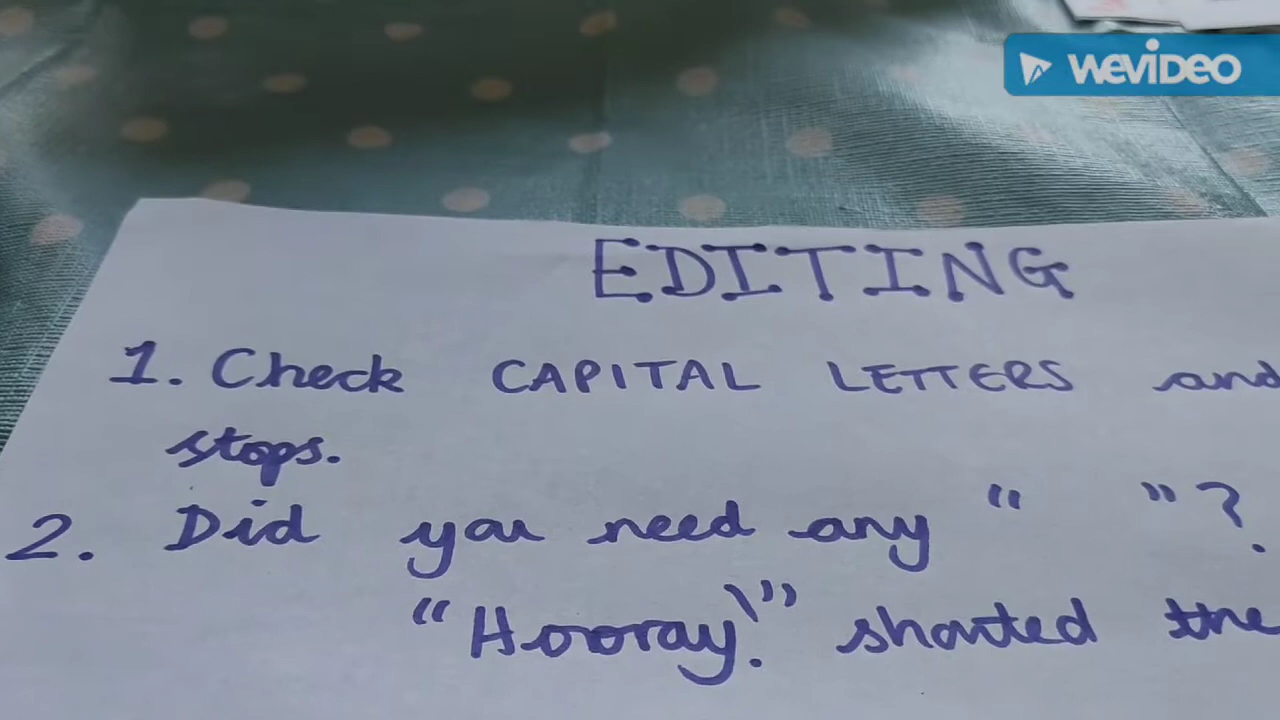 WEVIDEO
EDITING
1. Check CAPITAL LETTERS and
stops.
2. Did you need any “ ”?
“Hooray!” shouted the